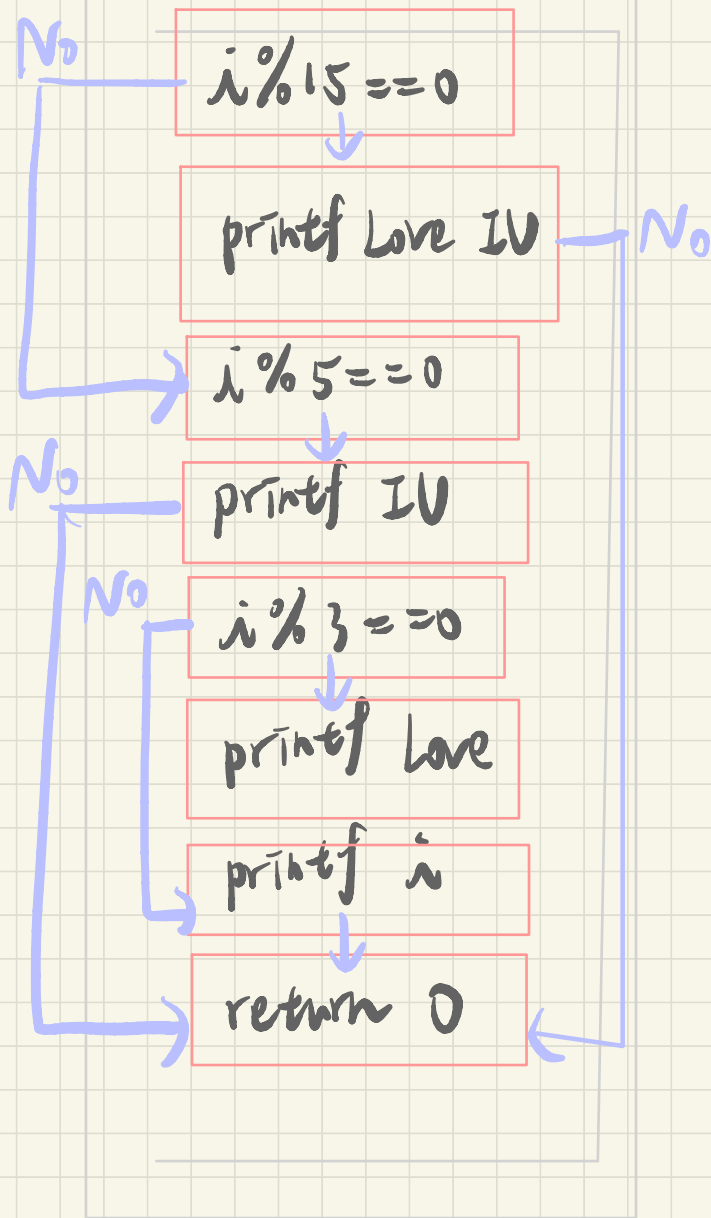 No
i%15==0
printf Love IU
No
i%5==0
No
printf IU
No
i%3==0
printf Love
printf i
return 0